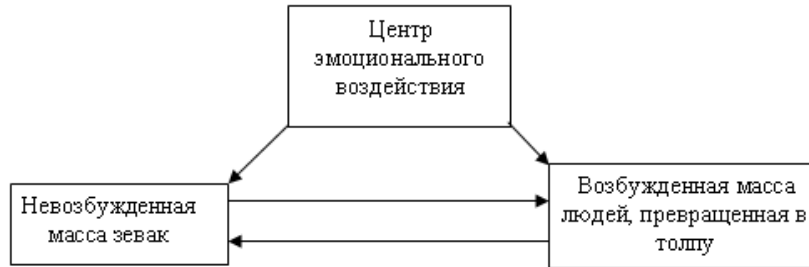 Центр
эмоционального
воздействия
Невозбужденная
масса зевак
Возбужденная масса
людей, превращенная в
толпу